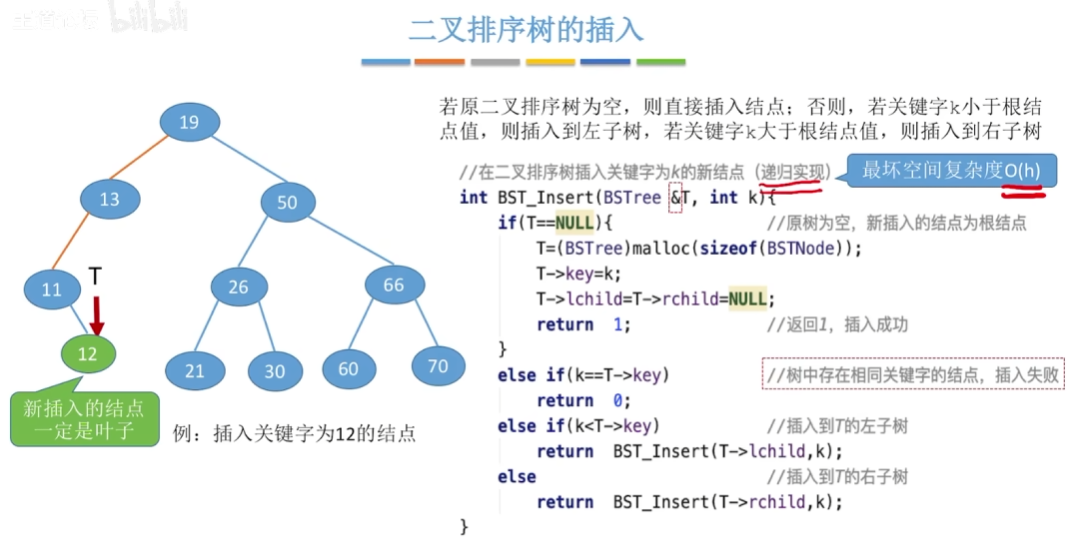 bilibili
二叉排序树的插入
若原二叉排序树为空，则直接插入结点；否则，若关键字k小于根结
点值，则插入到左子树，若关键字k大于根结点值，则插入到右子树
19
13
50
11
T
26
66
12
21
30
60
70
新插入的结点
一定是叶子
例：插入关键字为12的结点
//在二叉排序树插入关键字为k的新结点（递归实现）
最坏空间复杂度O(h)
int BST_Insert(BSTree &T, int k){
if(T==NULL){ //原树为空，新插入的结点为根结点
T=(BSTree)malloc(sizeof(BSTNode));
T->key=k;
T->lchild=T->rchild=NULL;
return 1; //返回1，插入成功
}
else if(k==T->key) //树中存在相同关键字的结点，插入失败
return 0;
else if(k<T->key) //插入到T的左子树
return BST_Insert(T->lchild,k);
else //插入到T的右子树
return BST_Insert(T->rchild,k);
}